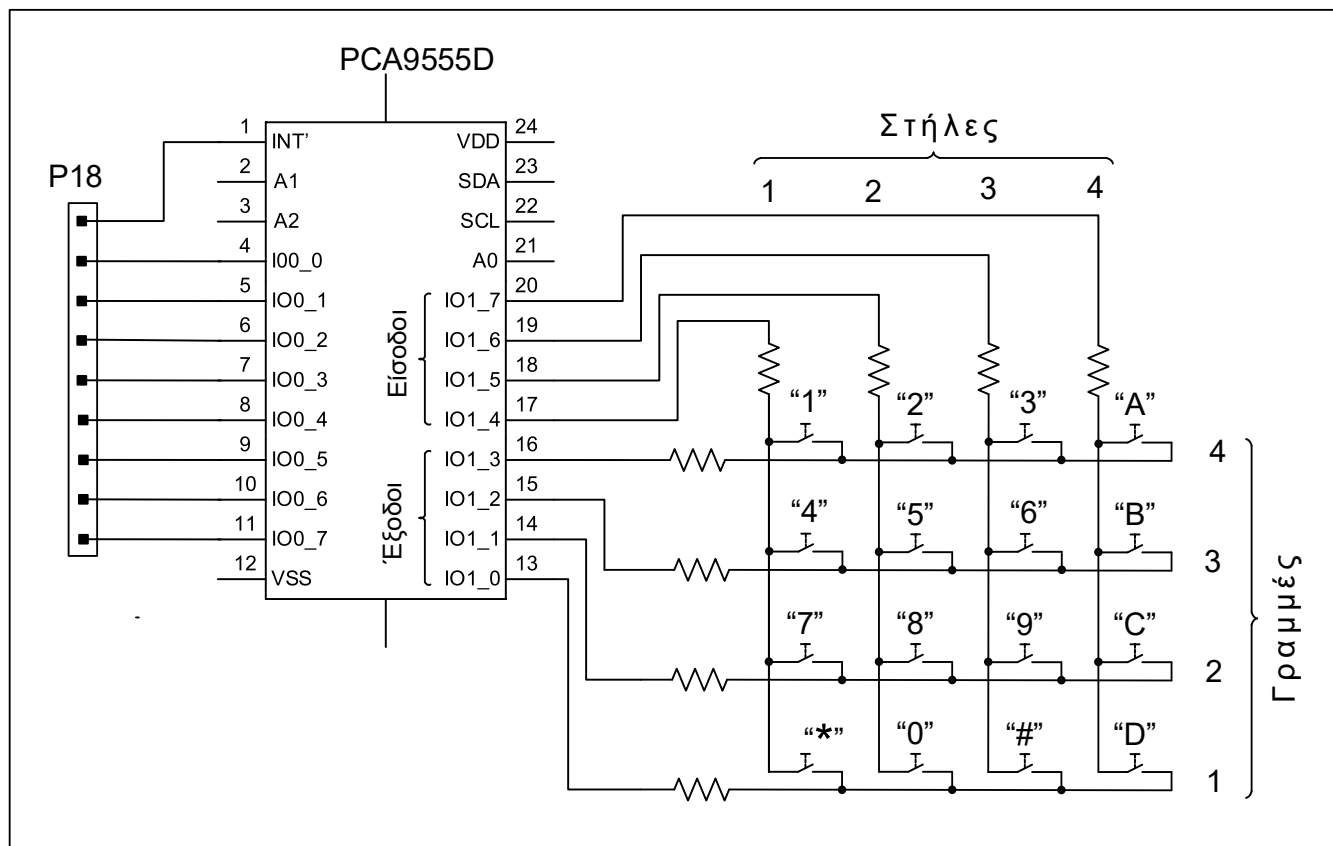 PCA9555D
P18
1 INT' VDD 24
2 A1 SDA 23
3 A2 SCL 22
4 I00_0 A0 21
5 IO0_1 IO1_7 20
6 IO0_2 IO1_6 19
7 IO0_3 IO1_5 18
8 IO0_4 IO1_4 17
9 IO0_5 IO1_3 16
10 IO0_6 IO1_2 15
11 IO0_7 IO1_1 14
12 VSS IO1_0 13
Είσοδοι
Έξοδοι
Στήλες
1 2 3 4
“1” “2” “3” “A”
4
“4” “5” “6” “B”
3
“7” “8” “9” “C”
2
“*” “0” “#” “D”
1
Γραμμές